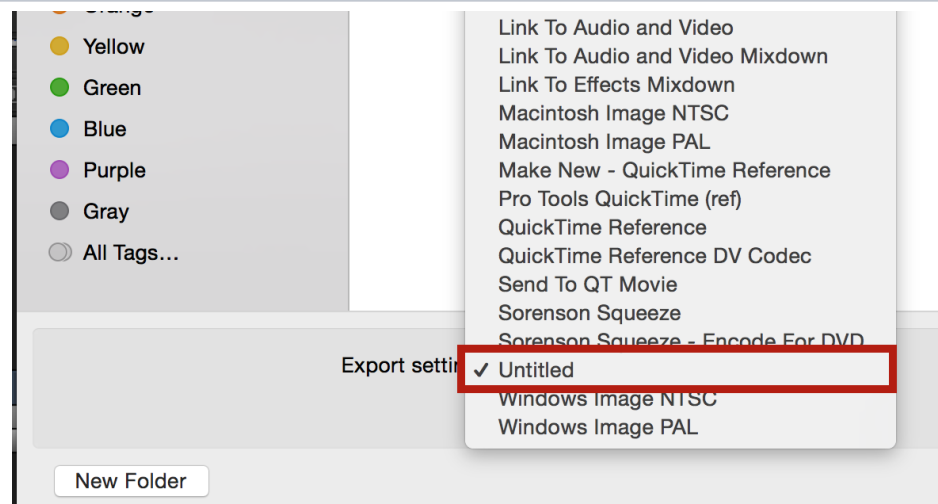 Orange
Yellow
Green
Blue
Purple
Gray
All Tags...
Link To Audio and Video
Link To Audio and Video Mixdown
Link To Effects Mixdown
Macintosh Image NTSC
Macintosh Image PAL
Make New - QuickTime Reference
Pro Tools QuickTime (ref)
QuickTime Reference
QuickTime Reference DV Codec
Send To QT Movie
Sorenson Squeeze
Sorenson Squeeze - Encode For DVD
Export settin
✓ Untitled
Windows Image NTSC
Windows Image PAL
New Folder